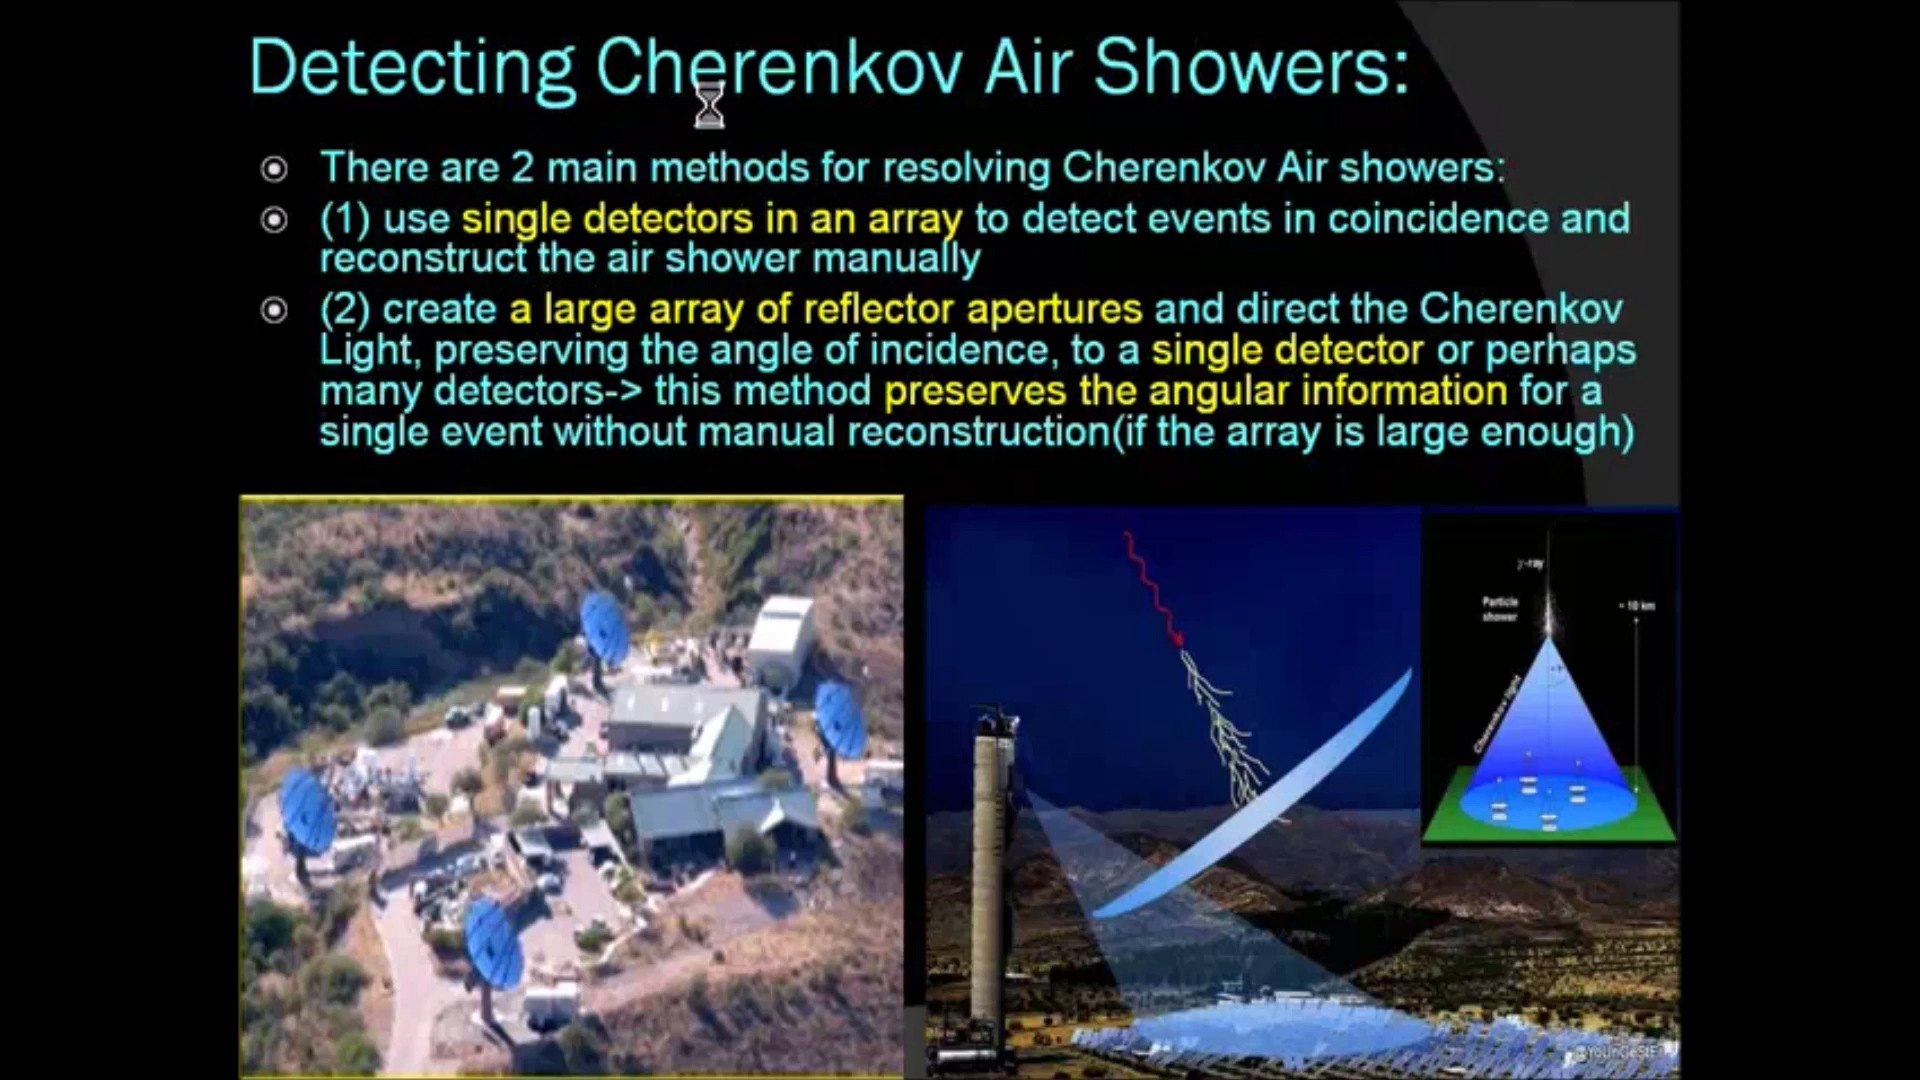 Detecting Cherenkov Air Showers:
There are 2 main methods for resolving Cherenkov Air showers:
(1) use single detectors in an array to detect events in coincidence and
reconstruct the air shower manually
(2) create a large array of reflector apertures and direct the Cherenkov
Light, preserving the angle of incidence, to a single detector or perhaps
many detectors-> this method preserves the angular information for a
single event without manual reconstruction(if the array is large enough)
γ-ray
Particle
shower
~ 10 km
Cherenkov light